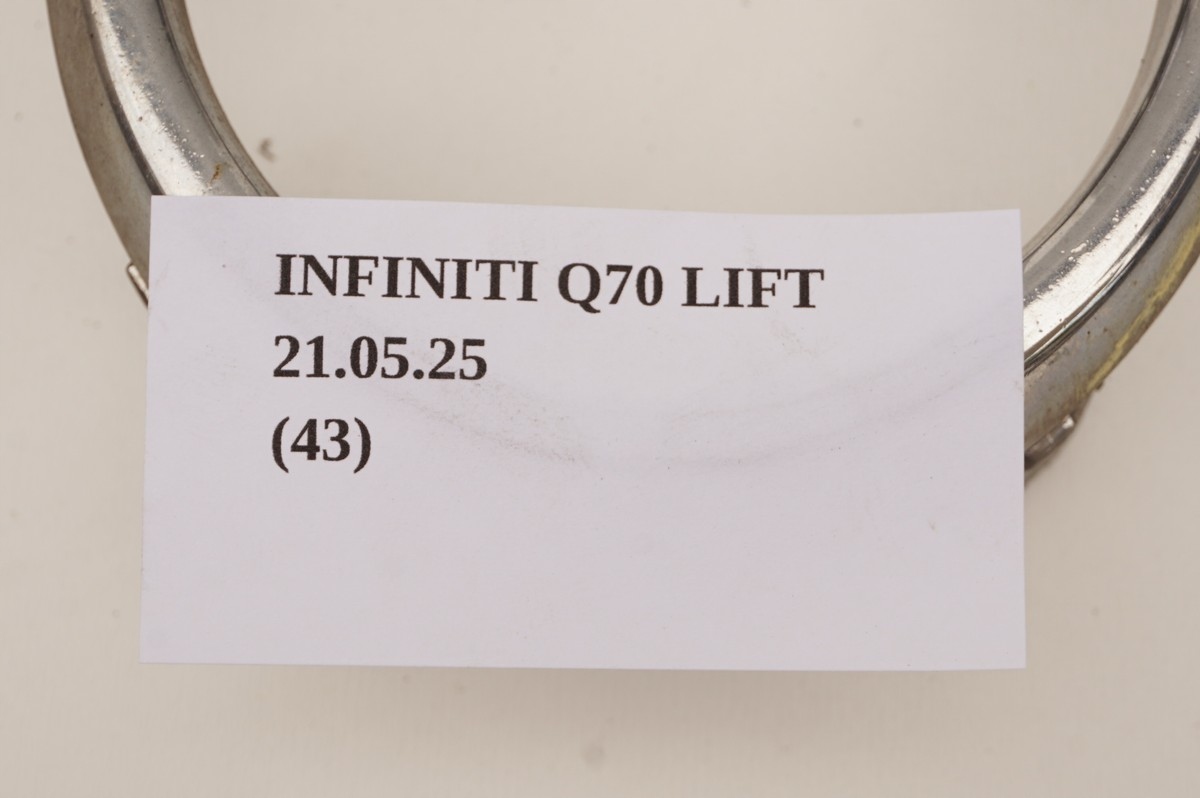 INFINITI Q70 LIFT
21.05.25
(43)